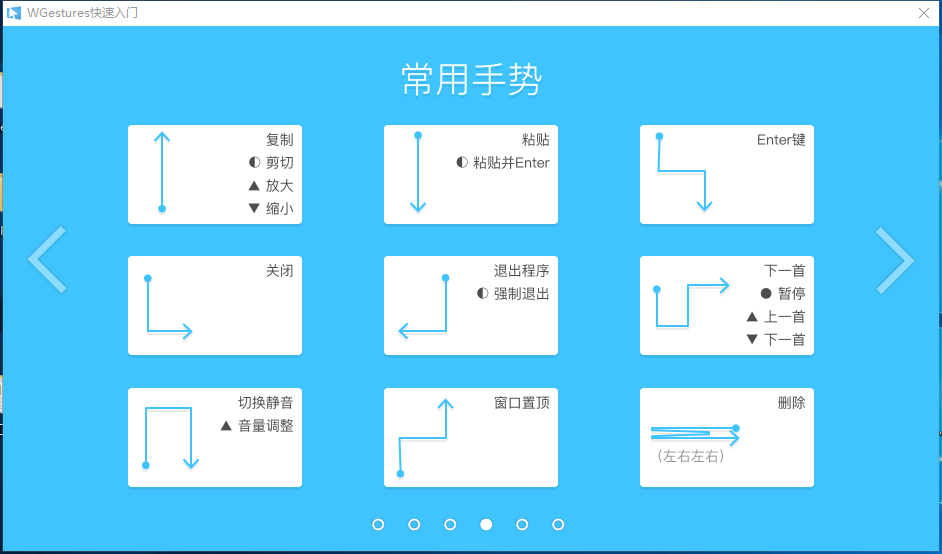 WGestures快速入门
常用手势
复制
剪切
放大
缩小
粘贴
粘贴并Enter
Enter键
关闭
退出程序
强制退出
下一首
暂停
上一首
下一首
切换静音
音量调整
窗口置顶
删除
(左右左右)